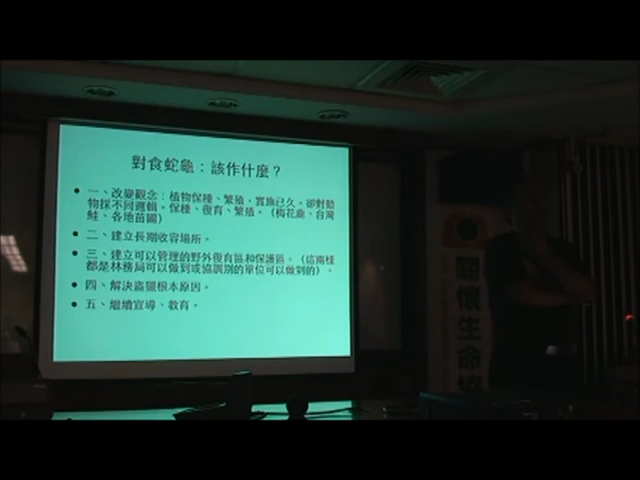 對食蛇龜：該作什麼？
一、改變觀念：植物保種、繁殖，實施已久。卻對動
物採不同邏輯。保種、復育、繁殖。（梅花鹿、台灣
鮭、各地苗圃）
二、建立長期收容場所。
三、建立可以管理的野外復育區和保護區。（這兩樣
都是林務局可以做到或協調別的單位可以做到的）。
四、解決盜獵根本原因。
五、繼續宣導、教育。
關懷生命協